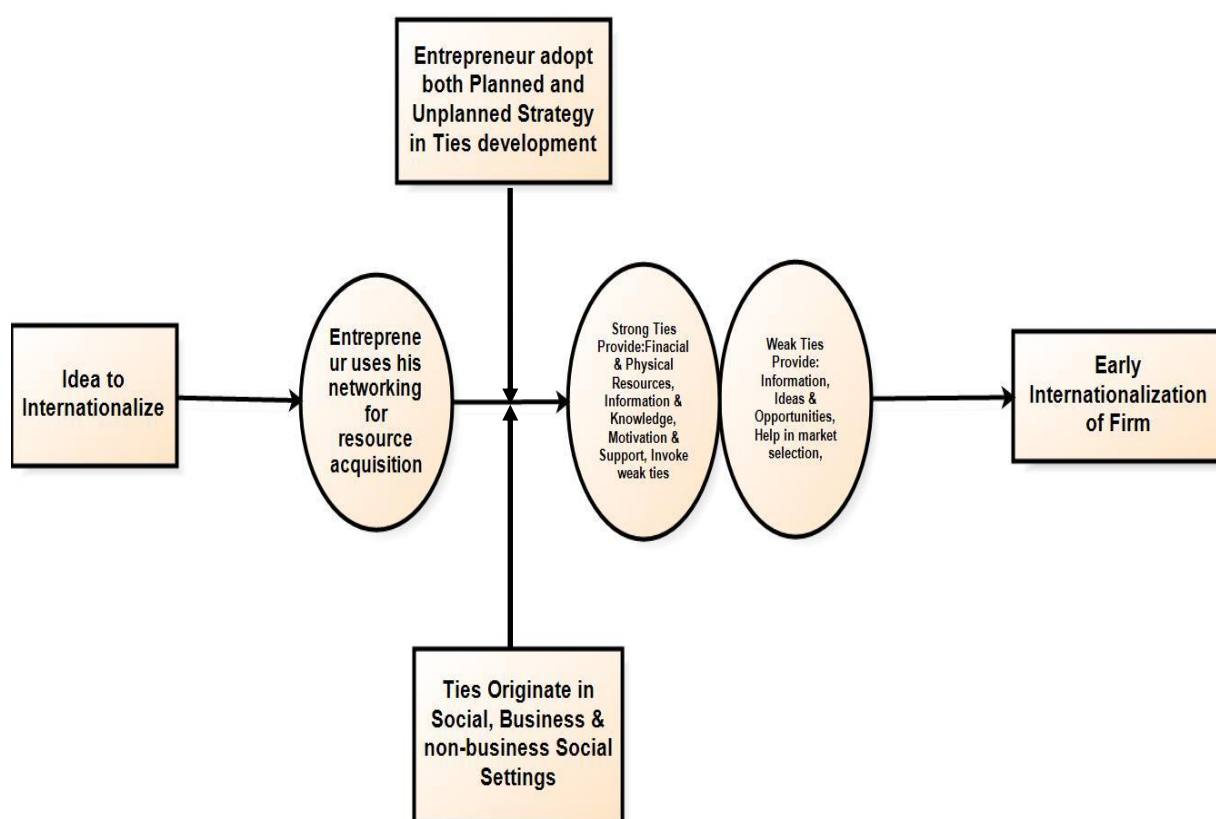 Entrepreneur adopt
both Planned and
Unplanned Strategy
in Ties development
Idea to
Internationalize
Entreprene
ur uses his
networking
for
resource
acquisition
Strong Ties
Provide:Finacial
& Physical
Resources,
Information &
Knowledge,
Motivation &
Support, Invoke
weak ties
Weak Ties
Provide:
Information,
Ideas &
Opportunities,
Help in market
selection,
Early
Internationalization
of Firm
Ties Originate in
Social, Business &
non-business Social
Settings